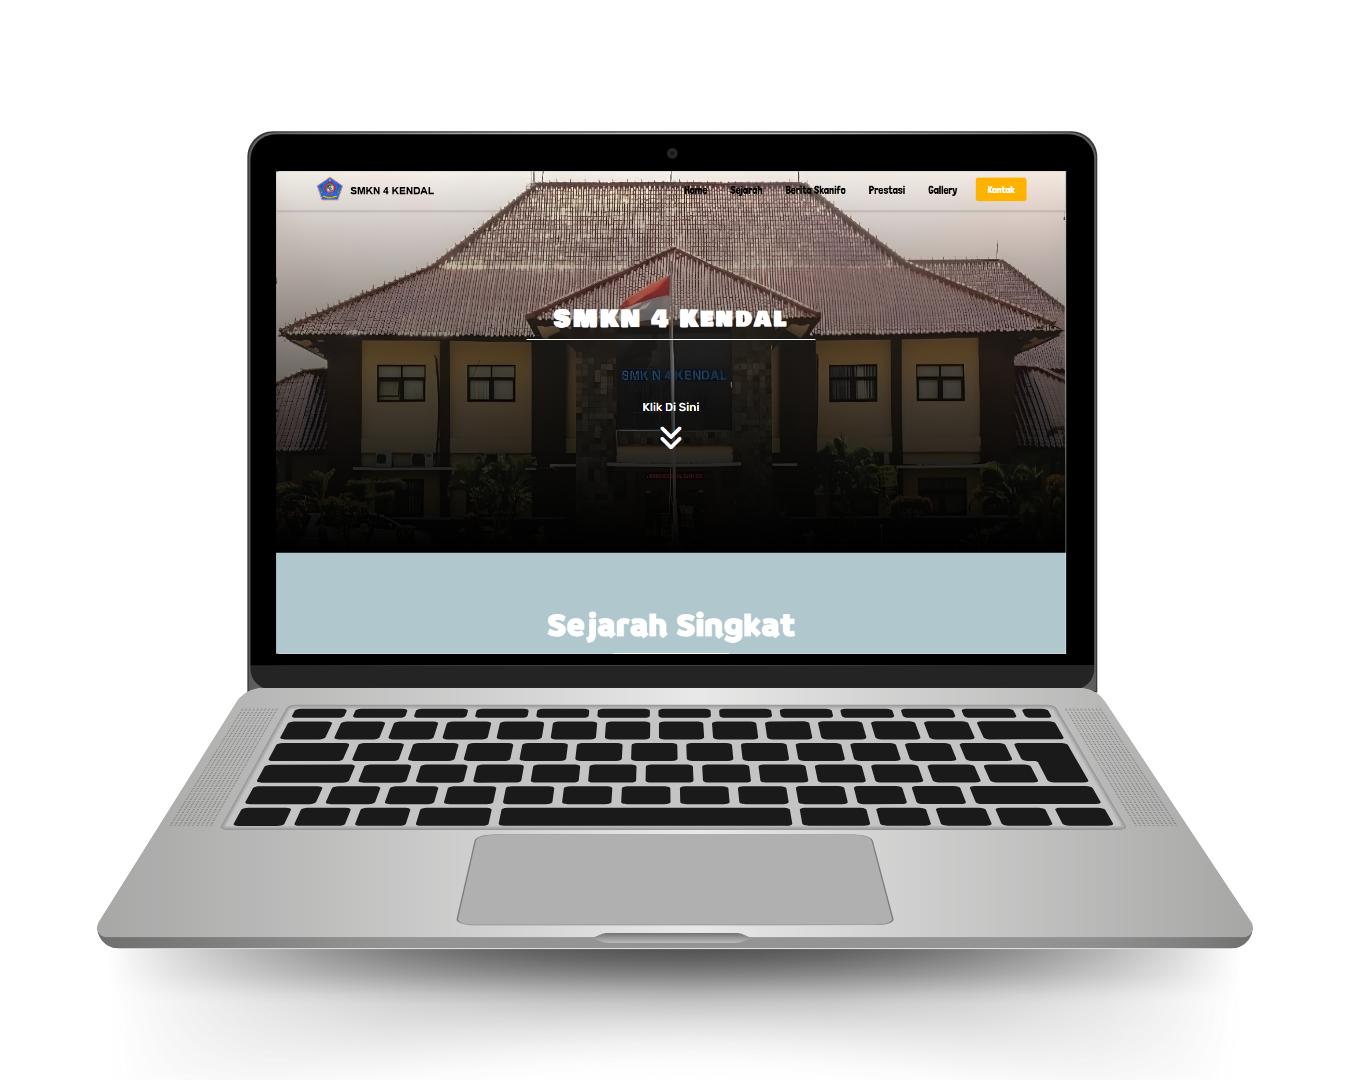 SMKN 4 KENDAL
Home Sejarah Berita Skanifo Prestasi Gallery Kontak
SMKN 4 KENDAL
SMK N 4 KENDAL
Klik Di Sini
Sejarah Singkat